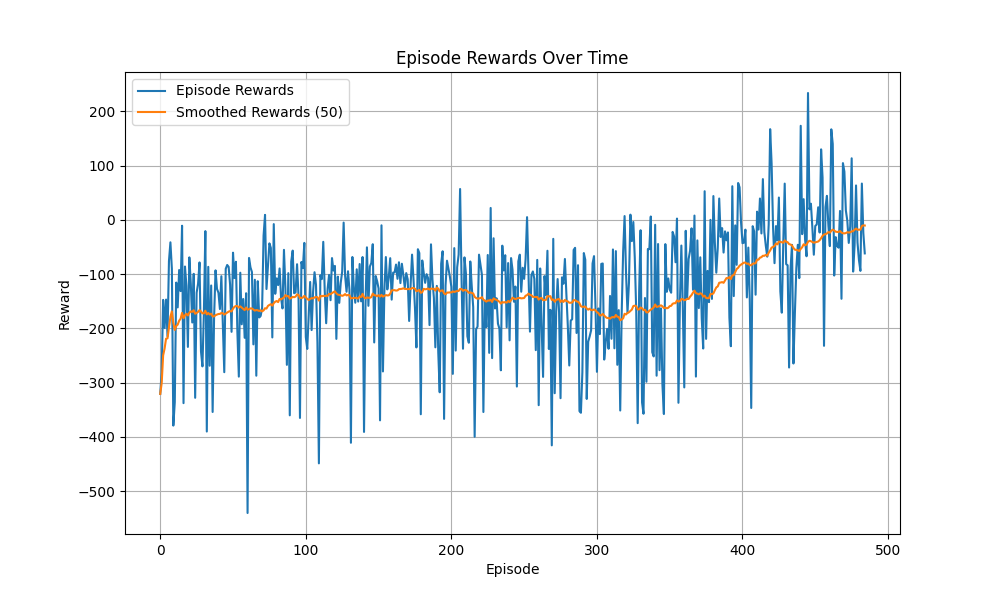 Episode Rewards Over Time
Episode Rewards
Smoothed Rewards (50)
Reward
200
100
0
−100
−200
−300
−400
−500
0 100 200 300 400 500
Episode